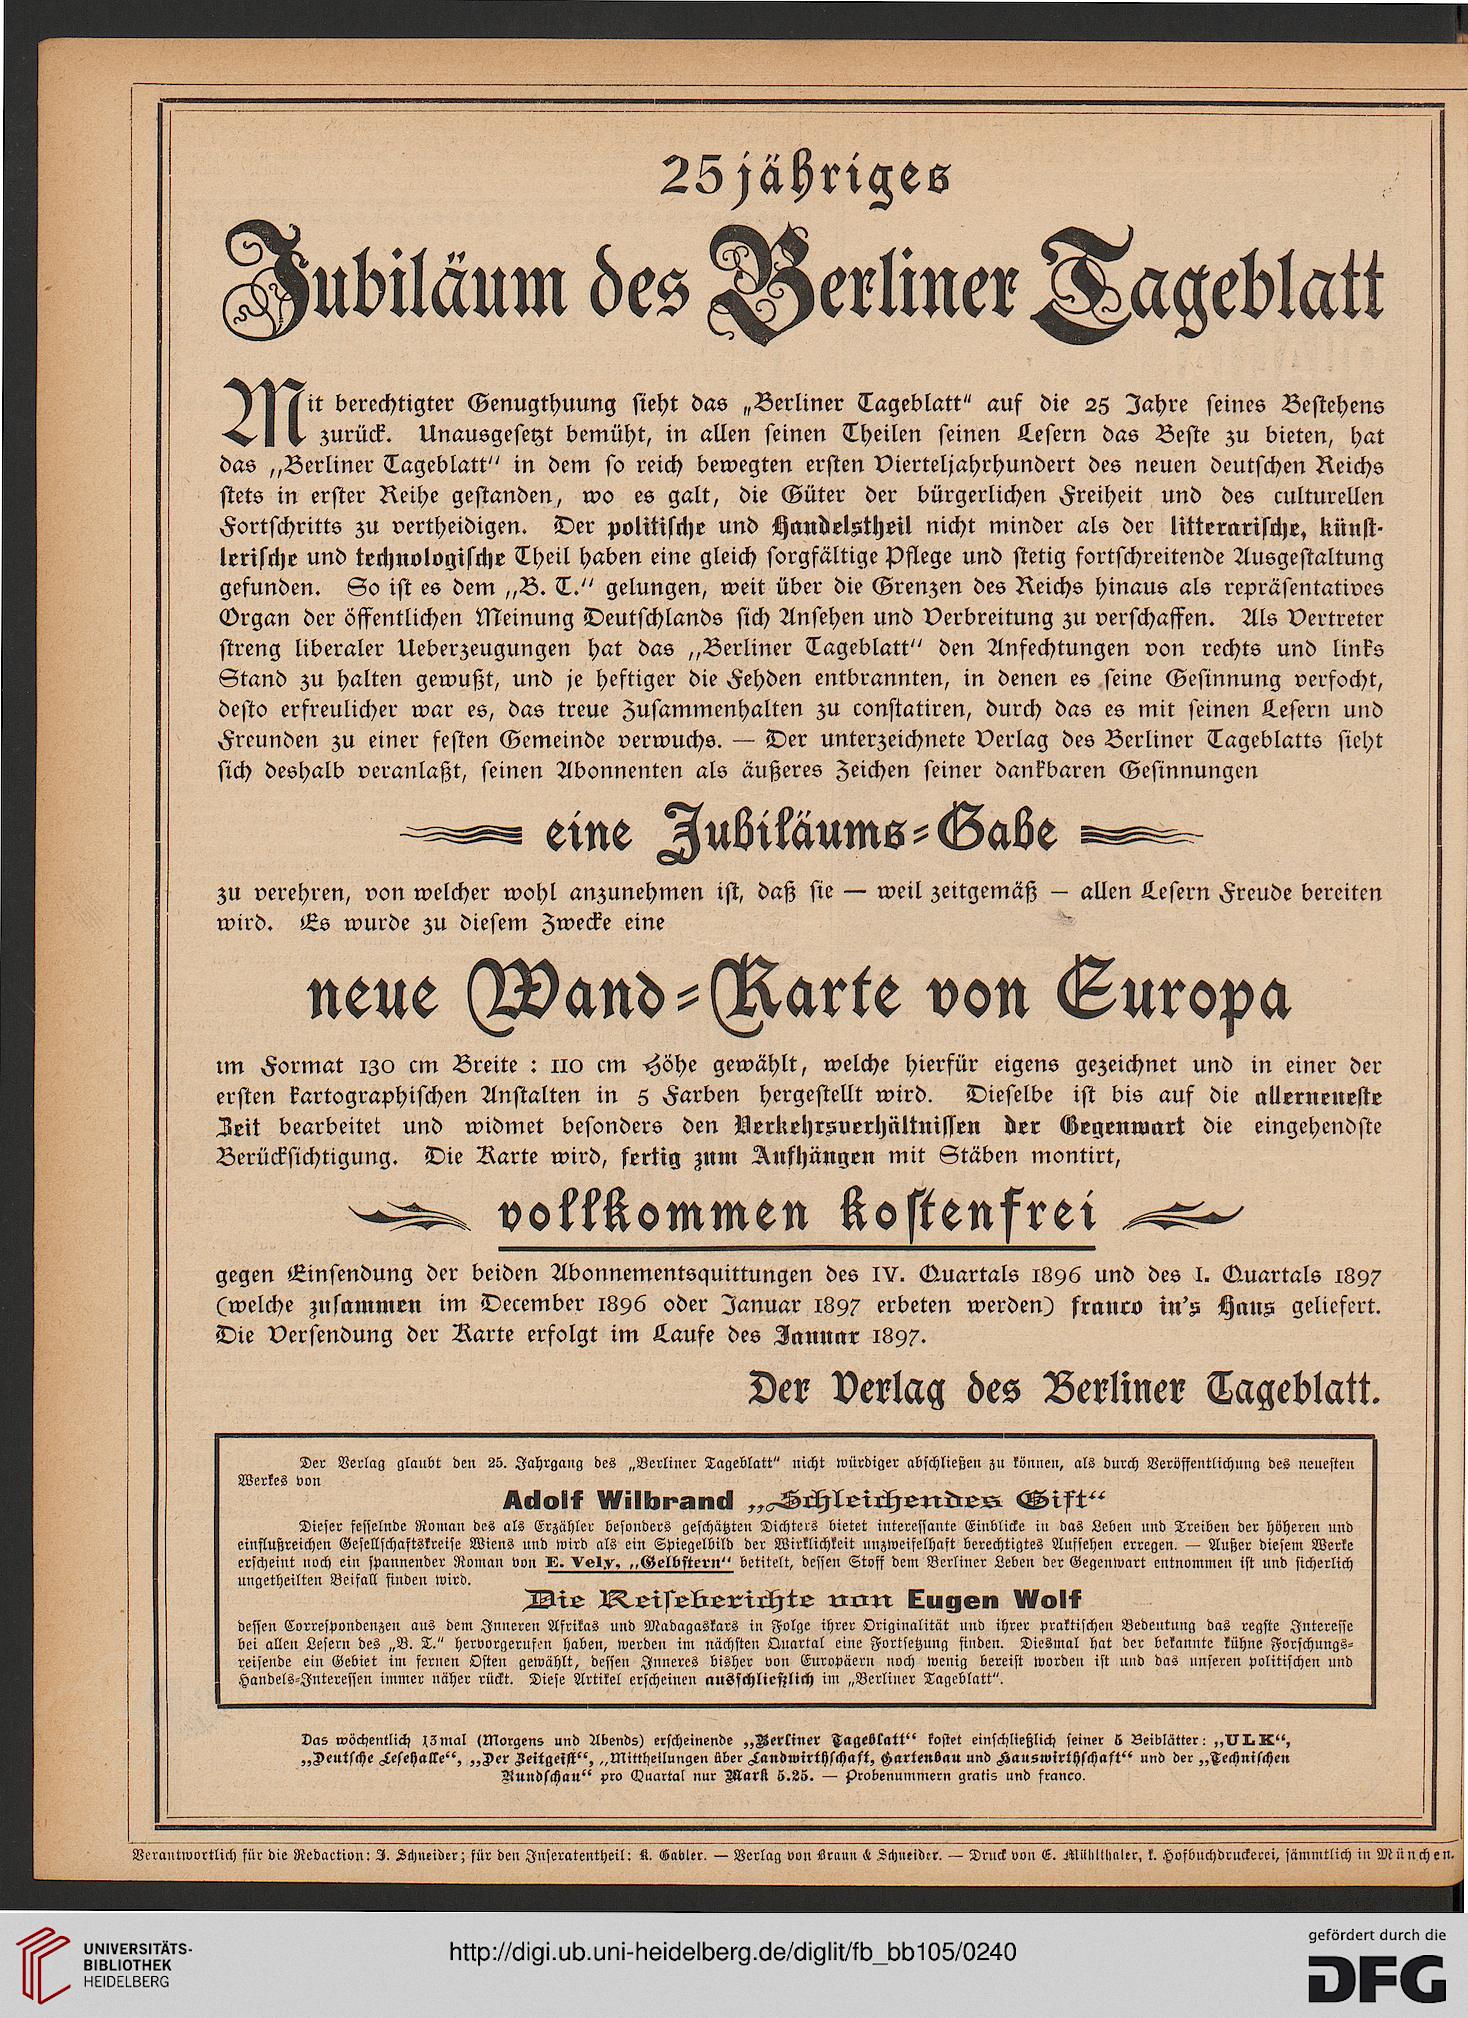 25jähriges
Jubiläum des Berliner Tageblatt
Mit berechtigter Genugthuung sieht das „Berliner Tageblatt“ auf die 25 Jahre seines Bestehens
zurück. Unausgesetzt bemüht, in allen seinen Theilen seinen Lesern das Beste zu bieten, hat
das „Berliner Tageblatt“ in dem so reich bewegten ersten Vierteljahrhundert des neuen deutschen Reichs
stets in erster Reihe gestanden, wo es galt, die Güter der bürgerlichen Freiheit und des culturellen
Fortschritts zu vertheidigen. Der politische und Handelstheil nicht minder als der litterarische, künst-
lerische und technologische Theil haben eine gleich sorgfältige Pflege und stetig fortschreitende Ausgestaltung
gefunden. So ist es dem „B. T.“ gelungen, weit über die Grenzen des Reichs hinaus als repräsentatives
Organ der öffentlichen Meinung Deutschlands sich Ansehen und Verbreitung zu verschaffen. Als Vertreter
streng liberaler Ueberzeugungen hat das „Berliner Tageblatt“ den Anfechtungen von rechts und links
Stand zu halten gewußt, und je heftiger die Fehden entbrannten, in denen es seine Gesinnung verfocht,
desto erfreulicher war es, das treue Zusammenhalten zu constatiren, durch das es mit seinen Lesern und
Freunden zu einer festen Gemeinde verwuchs. — Der unterzeichnete Verlag des Berliner Tageblatts sieht
sich deshalb veranlaßt, seinen Abonnenten als äußeres Zeichen seiner dankbaren Gesinnungen
eine Jubiläums-Gabe
zu verehren, von welcher wohl anzunehmen ist, daß sie — weil zeitgemäß — allen Lesern Freude bereiten
wird. Es wurde zu diesem Zwecke eine
neue Wand-Karte von Europa
im Format 130 cm Breite : 110 cm Höhe gewählt, welche hierfür eigens gezeichnet und in einer der
ersten kartographischen Anstalten in 5 Farben hergestellt wird. Dieselbe ist bis auf die allerneueste
Zeit bearbeitet und widmet besonders den Verkehrsverhältnissen der Gegenwart die eingehendste
Berücksichtigung. Die Karte wird, fertig zum Aufhängen mit Stäben montirt,
vollkommen kostenfrei
gegen Einsendung der beiden Abonnementsquittungen des IV. Quartals 1896 und des I. Quartals 1897
(welche zusammen im December 1896 oder Januar 1897 erbeten werden) franco in's Haus geliefert.
Die Versendung der Karte erfolgt im Laufe des Januar 1897.
Der Verlag des Berliner Tageblatt.
Der Verlag glaubt den 25. Jahrgang des „Berliner Tageblatt“ nicht würdiger abschließen zu können, als durch Veröffentlichung des neuesten
Werkes von
Adolf Wilbrand „Schleichendes Gift“
Dieser fesselnde Roman des als Erzähler besonders geschätzten Dichters bietet interessante Einblicke in das Leben und Treiben der höheren und
einflußreichen Gesellschaftskreise Wiens und wird als ein Spiegelbild der Wirklichkeit unzweifelhaft berechtigtes Aufsehen erregen. — Außer diesem Werke
erscheint noch ein spannender Roman von E. Vely, „Gelbstern“ betitelt, dessen Stoff dem Berliner Leben der Gegenwart entnommen ist und sicherlich
ungetheilten Beifall finden wird.
Die Reiseberichte von Eugen Wolf
dessen Correspondenzen aus dem Inneren Afrikas und Madagaskars in Folge ihrer Originalität und ihrer praktischen Bedeutung das regste Interesse
bei allen Lesern des „B. T.“ hervorgerufen haben, werden im nächsten Quartal eine Fortsetzung finden. Diesmal hat der bekannte kühne Forschungs-
reisende ein Gebiet im fernen Osten gewählt, dessen Inneres bisher von Europäern noch wenig bereist worden ist und das unseren politischen und
Handels-Interessen immer näher rückt. Diese Artikel erscheinen ausschließlich im „Berliner Tageblatt“.
Das wöchentlich 13mal (Morgens und Abends) erscheinende „Berliner Tageblatt“ kostet einschließlich seiner 5 Beiblätter: „ULK“,
„Deutsche Lesehalle“, „Der Zeitgeist“, „Mittheilungen über Landwirthschaft, Gartenbau und Hauswirthschaft“ und der „Technischen
Rundschau“ pro Quartal nur Mark 5.25. — Probenummern gratis und franco.
Verantwortlich für die Redaction: J. Schneider; für den Inseratentheil: K. Gabler. — Verlag von Braun & Schneider. — Druck von E. Mühlthaler, k. Hofbuchdruckerei, sämmtlich in München.
UNIVERSITÄTS-
BIBLIOTHEK
HEIDELBERG
http://digi.ub.uni-heidelberg.de/diglit/fb_bb105/0240
gefördert durch die
DFG